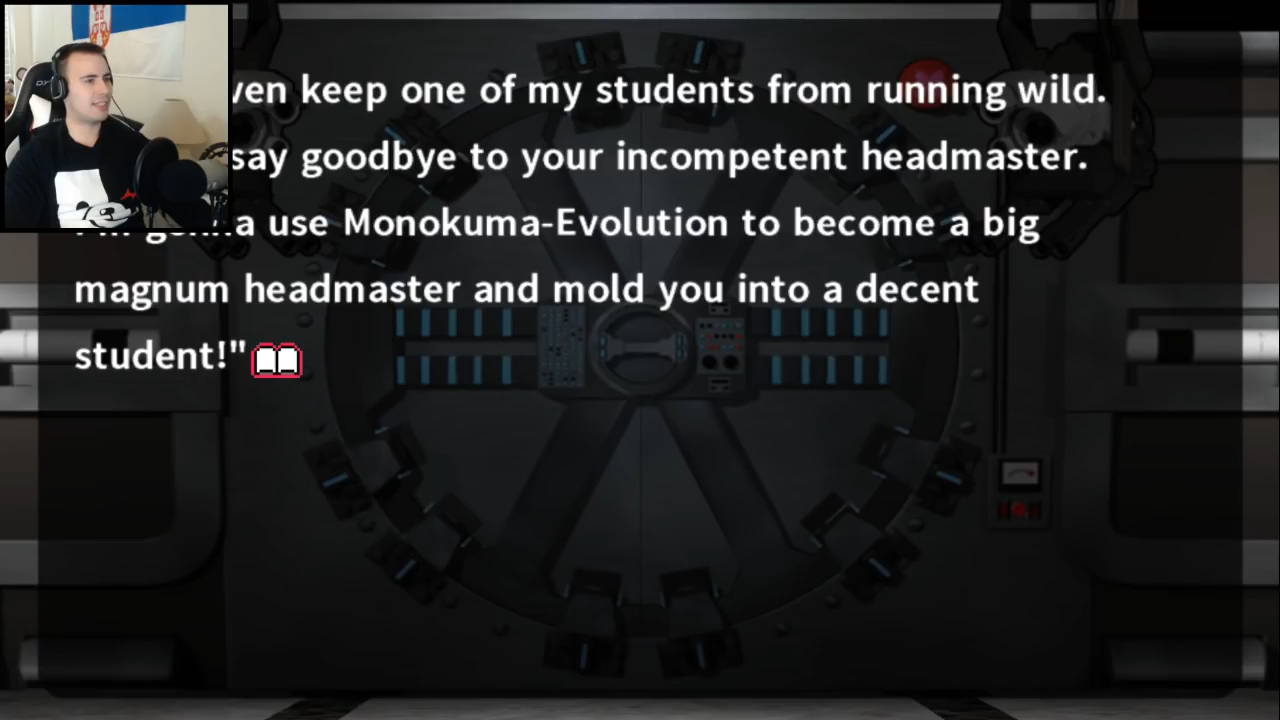 keep one of my students from running wild.
say goodbye to your incompetent headmaster.
use Monokuma-Evolution to become a big
magnum headmaster and mold you into a decent
student!"